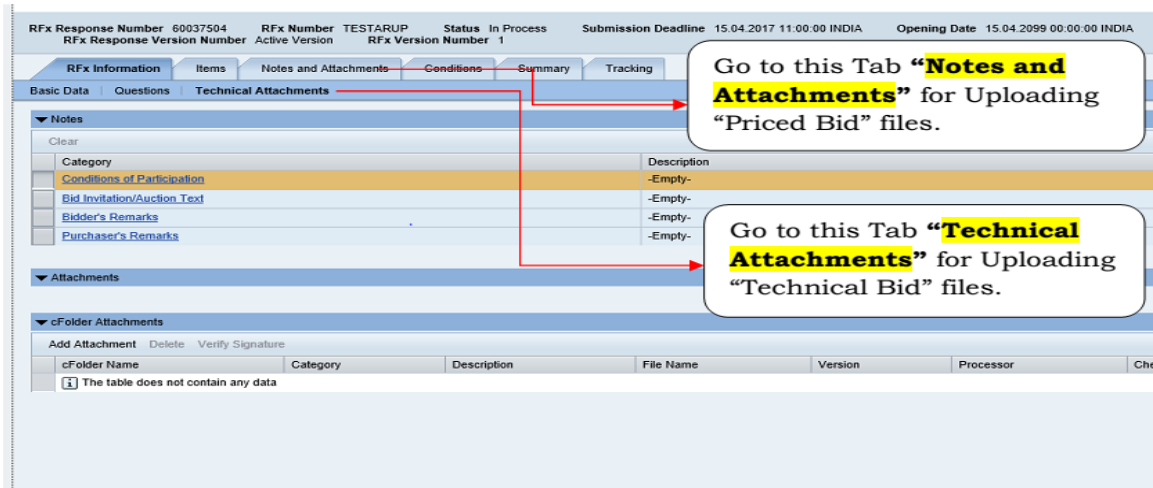 RFx Response Number 60037504 RFx Number TESTARUP Status In Process Submission Deadline 15.04.2017 11:00:00 INDIA Opening Date 15.04.2099 00:00:00 INDIA
RFx Response Version Number Active Version RFx Version Number 1
RFx Information Items Notes and Attachments Conditions Summary Tracking
Basic Data Questions Technical Attachments
Go to this Tab “Notes and
Attachments” for Uploading
“Priced Bid” files.
Notes
Clear
Category Description
Conditions of Participation -Empty-
Bid Invitation/Auction Text -Empty-
Bidder's Remarks -Empty-
Purchaser's Remarks -Empty-
Go to this Tab “Technical
Attachments” for Uploading
“Technical Bid” files.
Attachments
cFolder Attachments
Add Attachment Delete Verify Signature
cFolder Name Category Description File Name Version Processor Che
The table does not contain any data